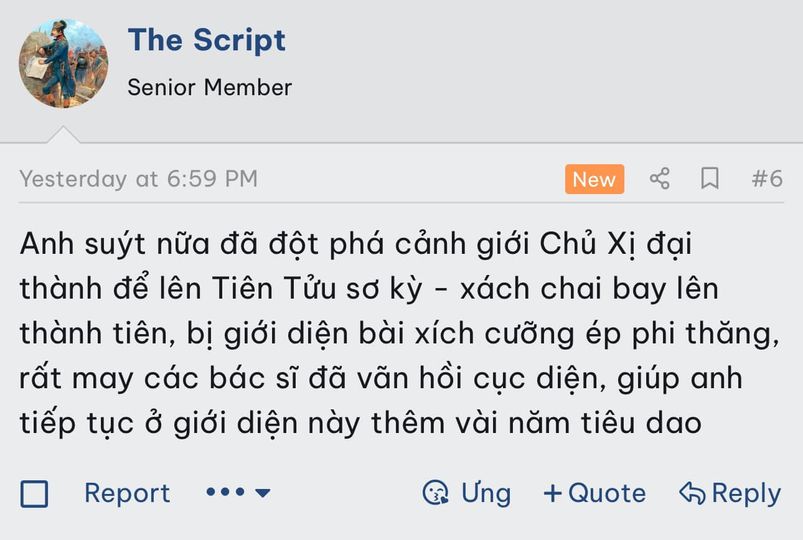 The Script
Senior Member
Yesterday at 6:59 PM
New
#6
Anh suýt nữa đã đột phá cảnh giới Chủ Xị đại
thành để lên Tiên Tửu sơ kỳ - xách chai bay lên
thành tiên, bị giới diện bài xích cưỡng ép phi thăng,
rất may các bác sĩ đã vãn hồi cục diện, giúp anh
tiếp tục ở giới diện này thêm vài năm tiêu dao
Report
Ưng
+Quote
Reply